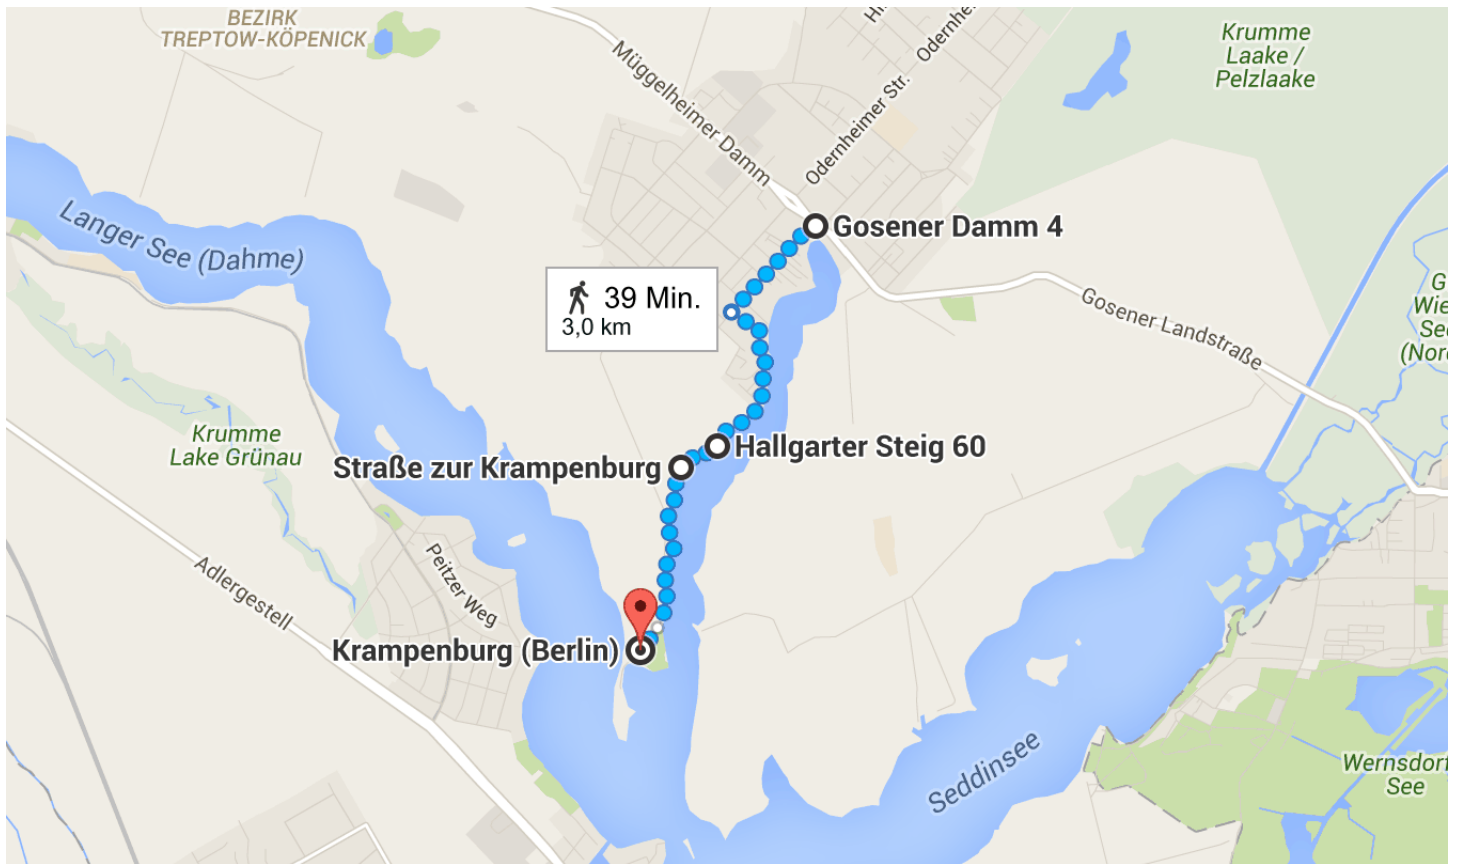 BEZIRK
TREPTOW-KÖPENICK
Müggelheimer Damm
Odernheimer Str.
Krumme
Laake /
Pelzlaake
Langer See (Dahme)
Gosener Damm 4
39 Min.
3,0 km
Gosener Landstraße
Krumme
Lake Grünau
Hallgarter Steig 60
Straße zur Krampenburg
Adlergestell
Peitzer Weg
Krampenburg (Berlin)
Seddinsee
See